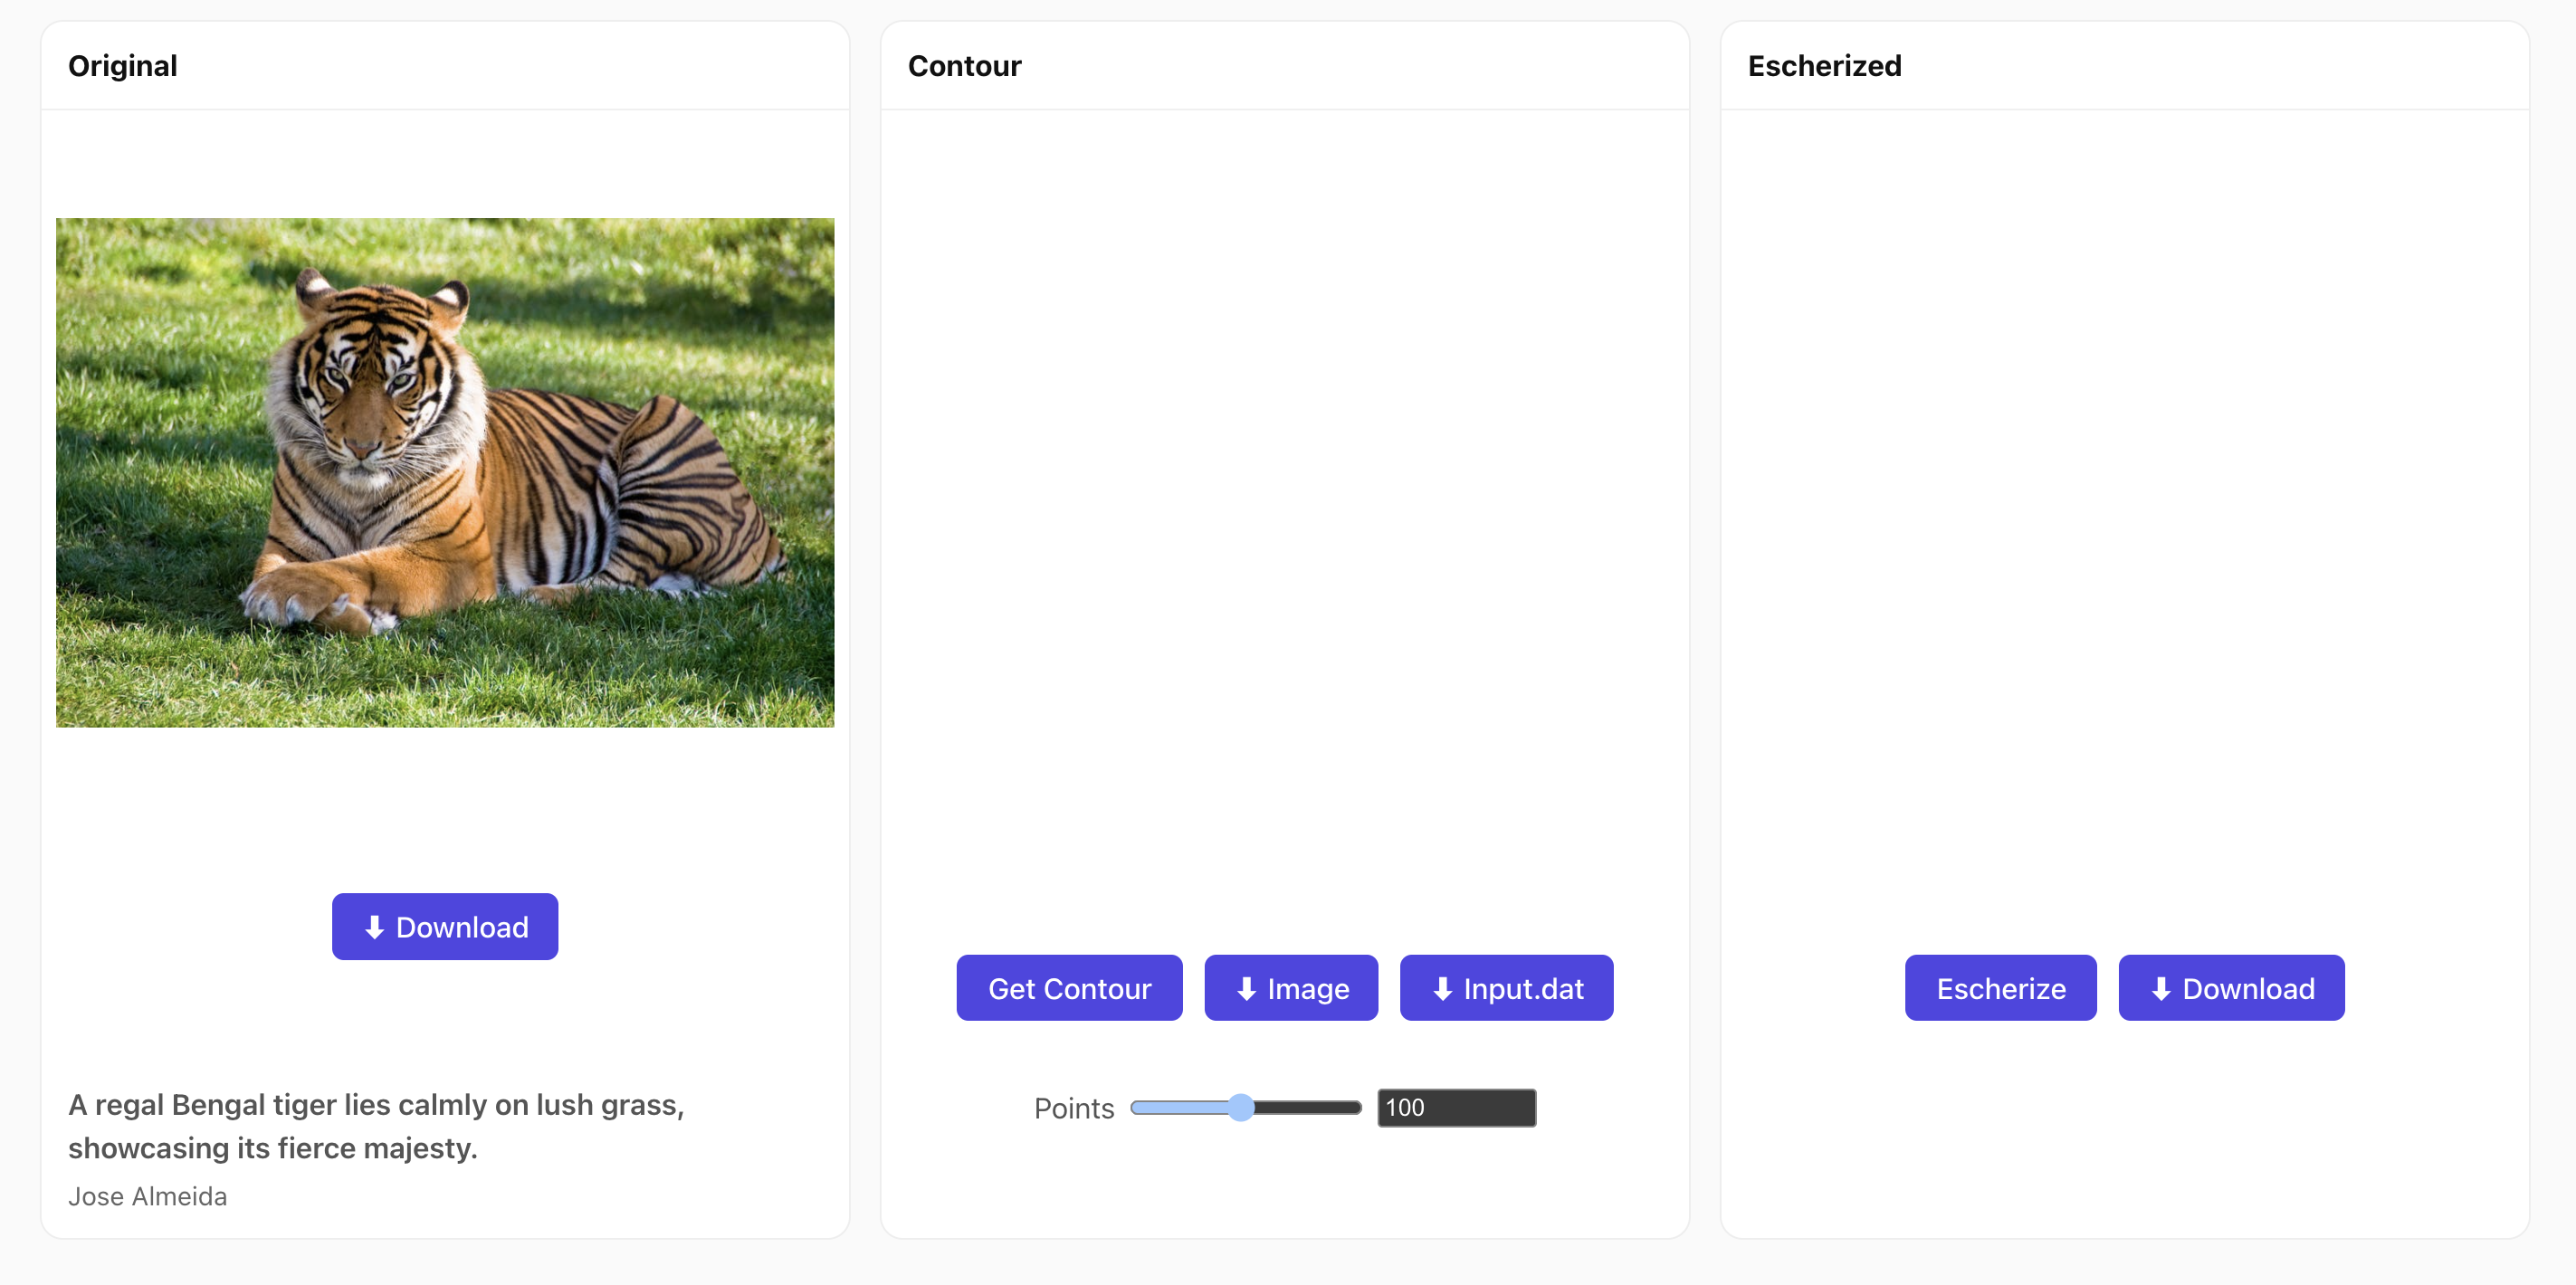 Original
⬇ Download
A regal Bengal tiger lies calmly on lush grass,
showcasing its fierce majesty.
Jose Almeida
Contour
Get Contour
⬇ Image
⬇ Input.dat
Points
100
Escherized
Escherize
⬇ Download